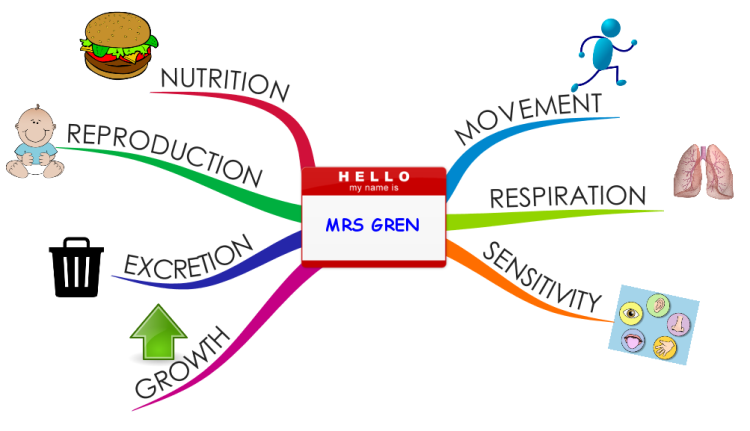 HELLO
my name is
MRS GREN
MOVEMENT
RESPIRATION
SENSITIVITY
GROWTH
EXCRETION
REPRODUCTION
NUTRITION